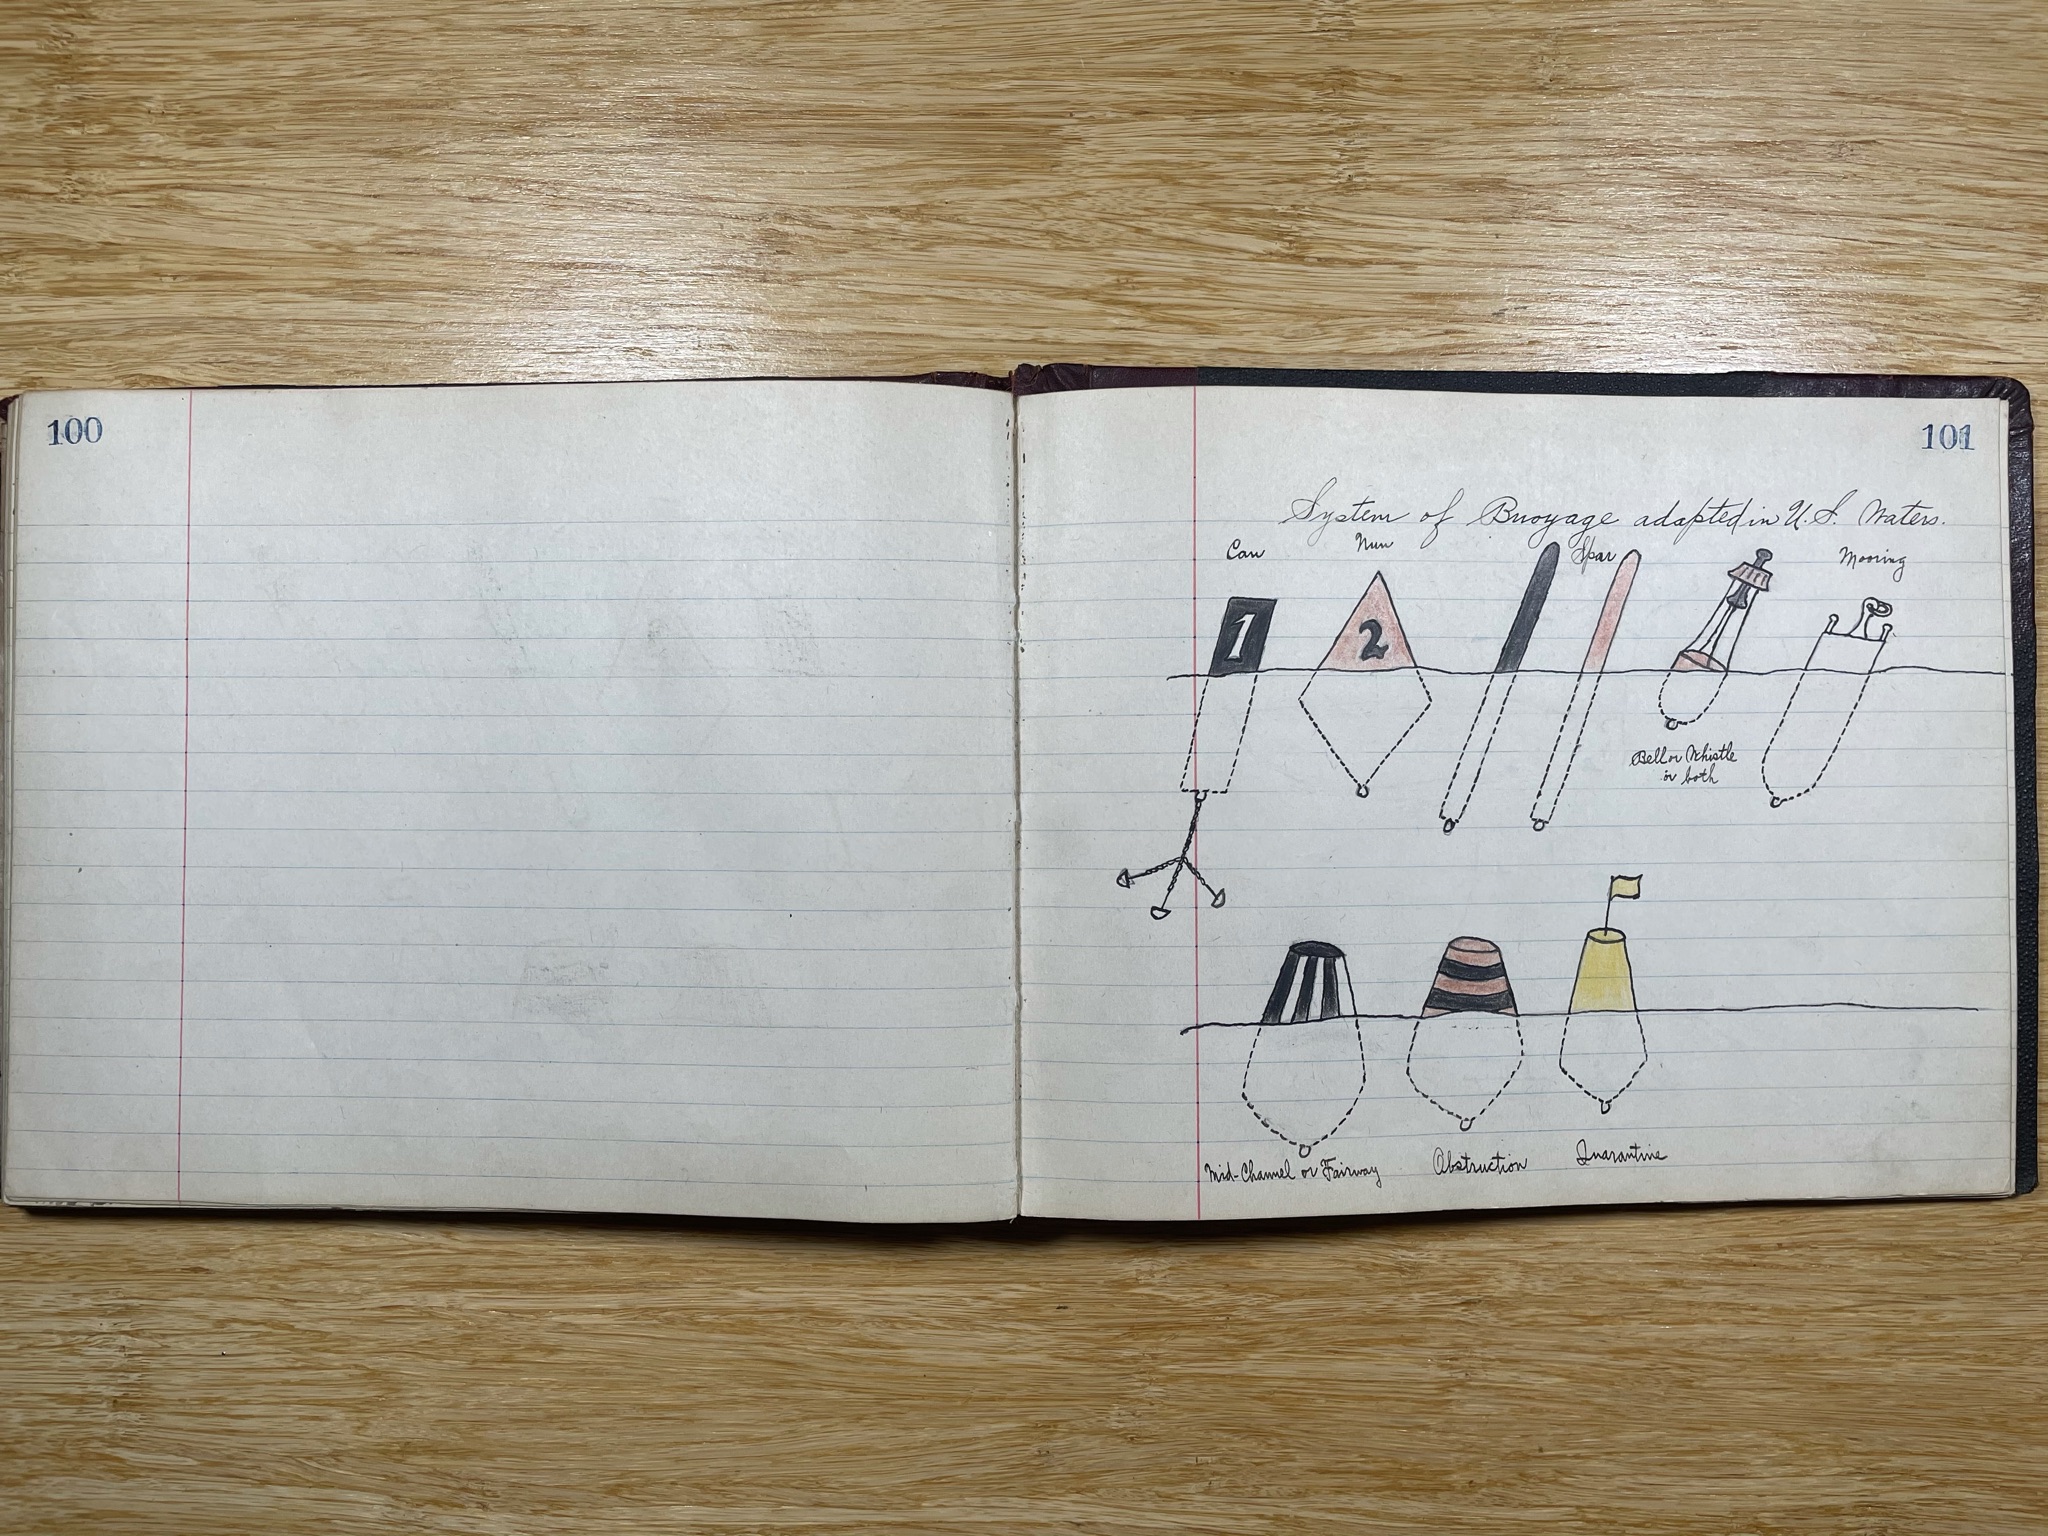 100
101
System of Buoyage adapted in U.S. Waters.
Can
Nun
Spar
Mooring
1
2
Bell or Whistle
or both
Mid-Channel or Fairway
Obstruction
Quarantine